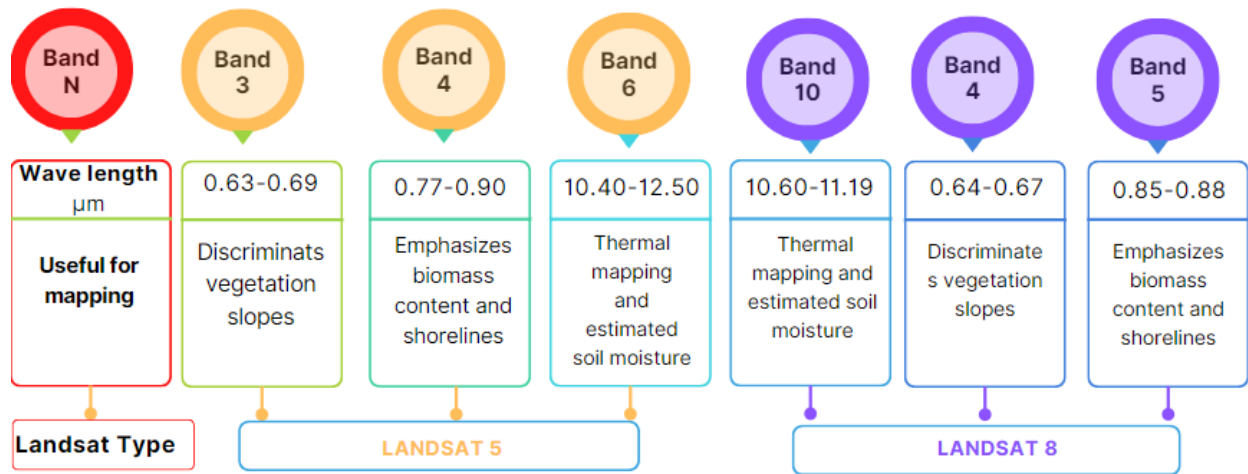 Band
N
Band
3
Band
4
Band
6
Band
10
Band
4
Band
5
Wave length
μm
0.63-0.69
0.77-0.90
10.40-12.50
10.60-11.19
0.64-0.67
0.85-0.88
Useful for
mapping
Discriminats
vegetation
slopes
Emphasizes
biomass
content and
shorelines
Thermal
mapping
and
estimated
soil moisture
Thermal
mapping and
estimated soil
moisture
Discriminate
s vegetation
slopes
Emphasizes
biomass
content and
shorelines
Landsat Type
LANDSAT 5
LANDSAT 8